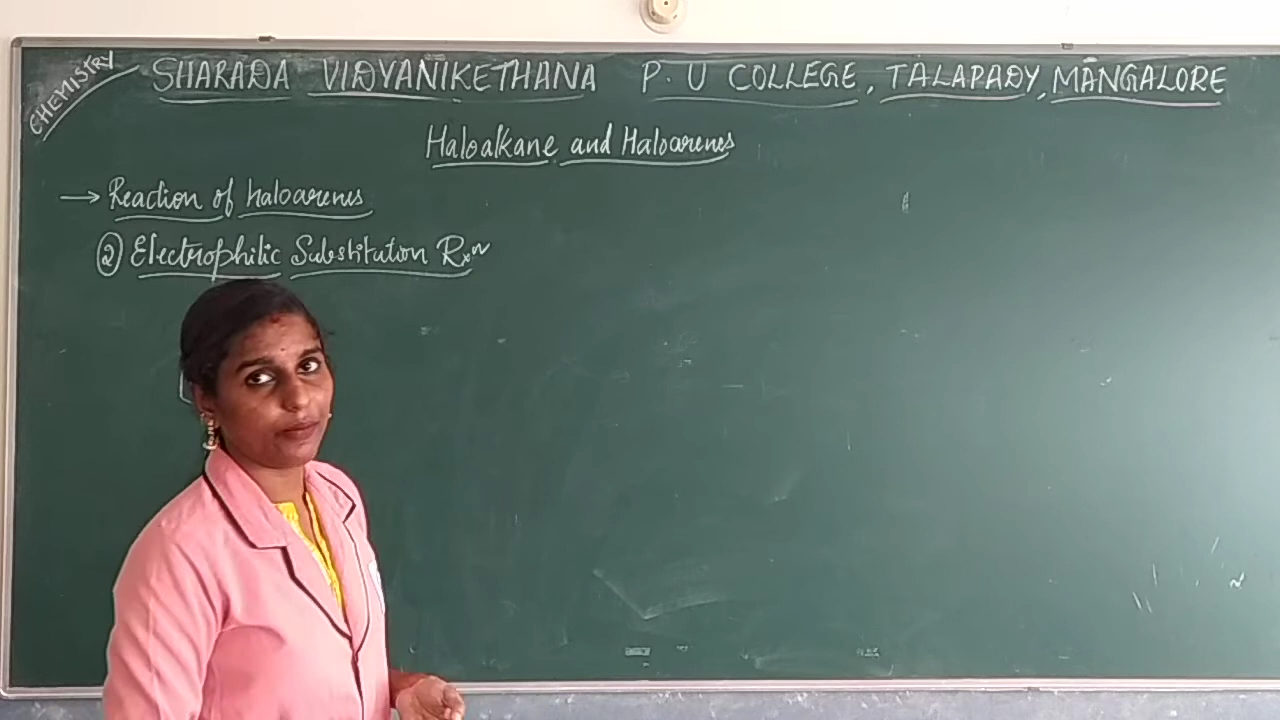 CHEMISTRY
SHARADA VIDYANIKETHANA P. U COLLEGE, TALAPADY, MANGALORE
Haloalkane and Haloarenes
→ Reaction of haloarenes
② Electrophilic Substitution Rxn